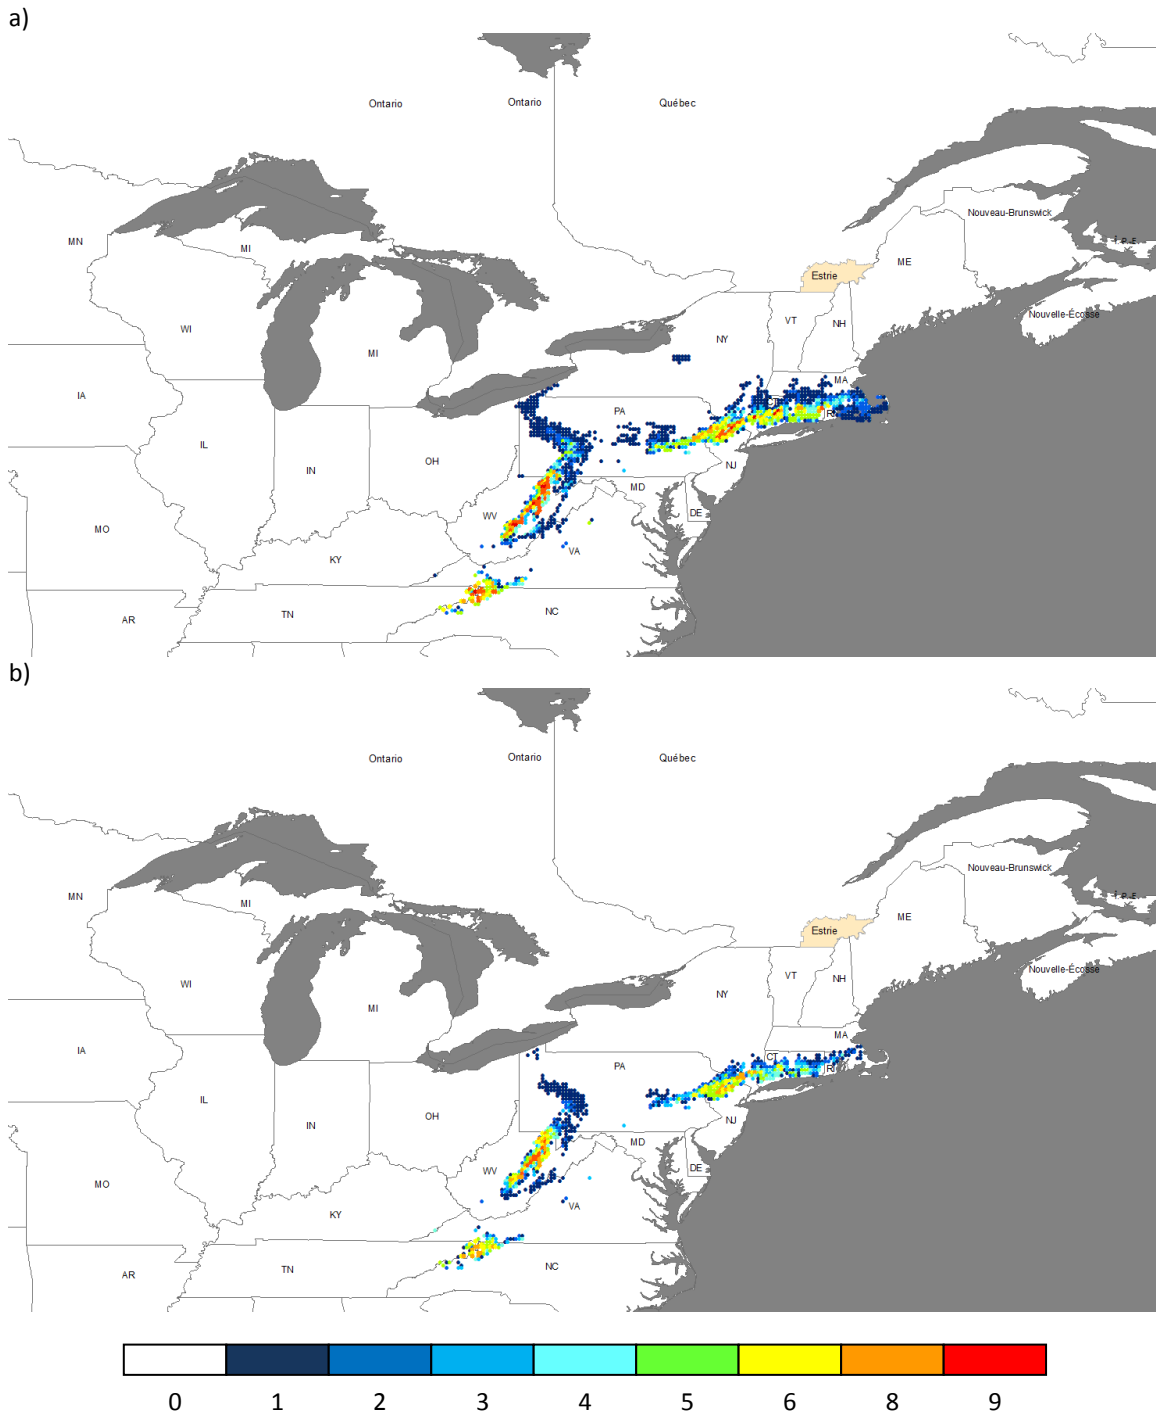 a)
Ontario Ontario Québec
Nouveau-Brunswick
MN MI Î.-P.-É.
Estrie ME
WI VT NH Nouvelle-Écosse
MI NY
IA MA
PA CT RI
IL OH NJ
IN MD
MO WV DE
KY VA
AR TN NC
b)
Ontario Ontario Québec
Nouveau-Brunswick
MN MI Î.-P.-É.
Estrie ME
WI VT NH Nouvelle-Écosse
MI NY
IA MA
PA CT RI
IL OH NJ
IN MD
MO WV DE
KY VA
AR TN NC
0 1 2 3 4 5 6 8 9